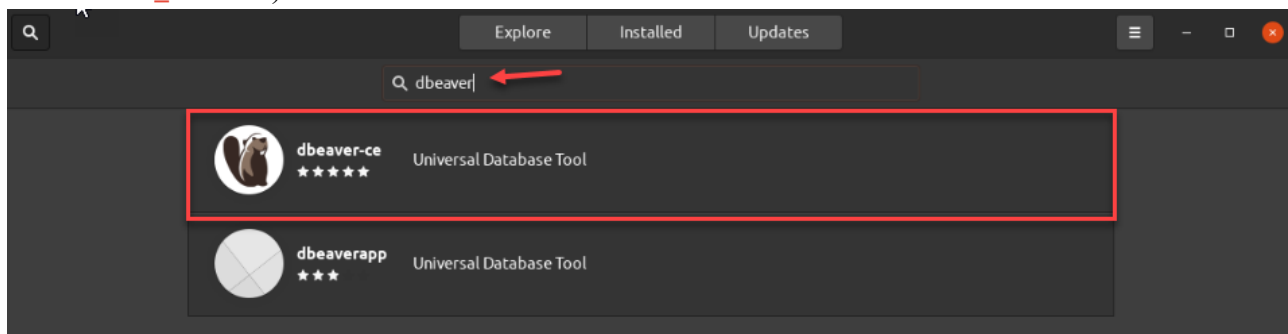 Explore Installed Updates
dbeaver
dbeaver-ce
Universal Database Tool
dbeaverapp
Universal Database Tool